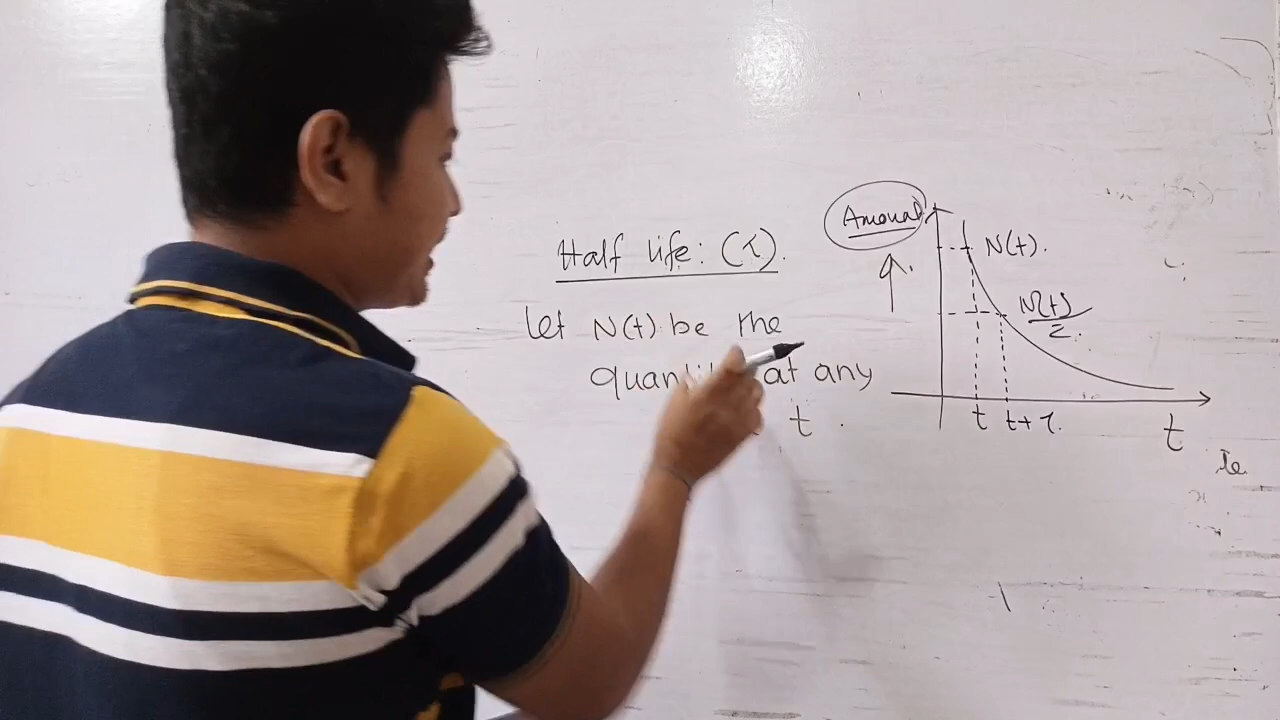 Half life: (τ).
Let N(t) be the
at any
t .
Amount
N(t).
N(t)/2
t t+τ.
t